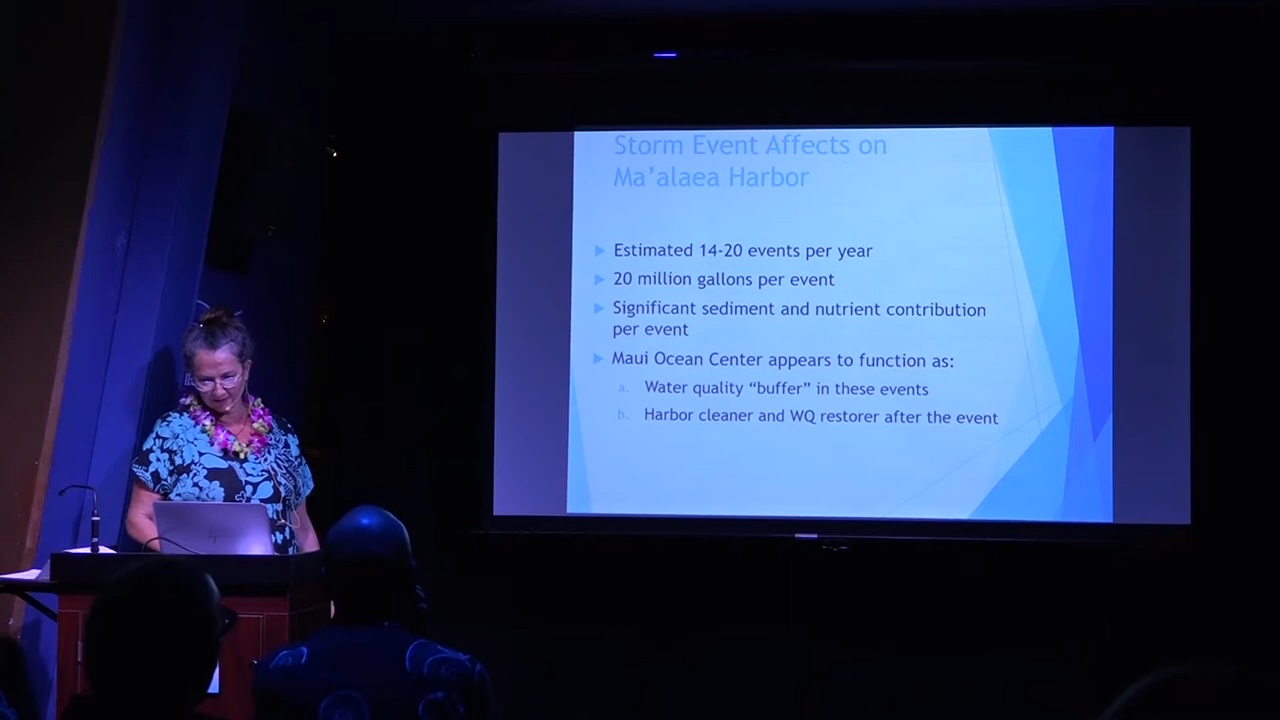 Storm Event Affects on
Ma’alaea Harbor
Estimated 14-20 events per year
20 million gallons per event
Significant sediment and nutrient contribution
per event
Maui Ocean Center appears to function as:
a. Water quality “buffer” in these events
b. Harbor cleaner and WQ restorer after the event
hp